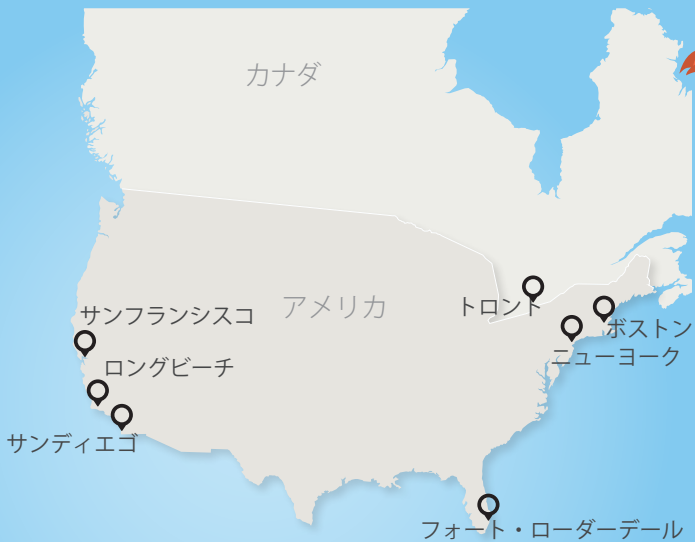 カナダ
アメリカ
トロント
サンフランシスコ
ボストン
ニューヨーク
ロングビーチ
サンディエゴ
フォート・ローダーデール